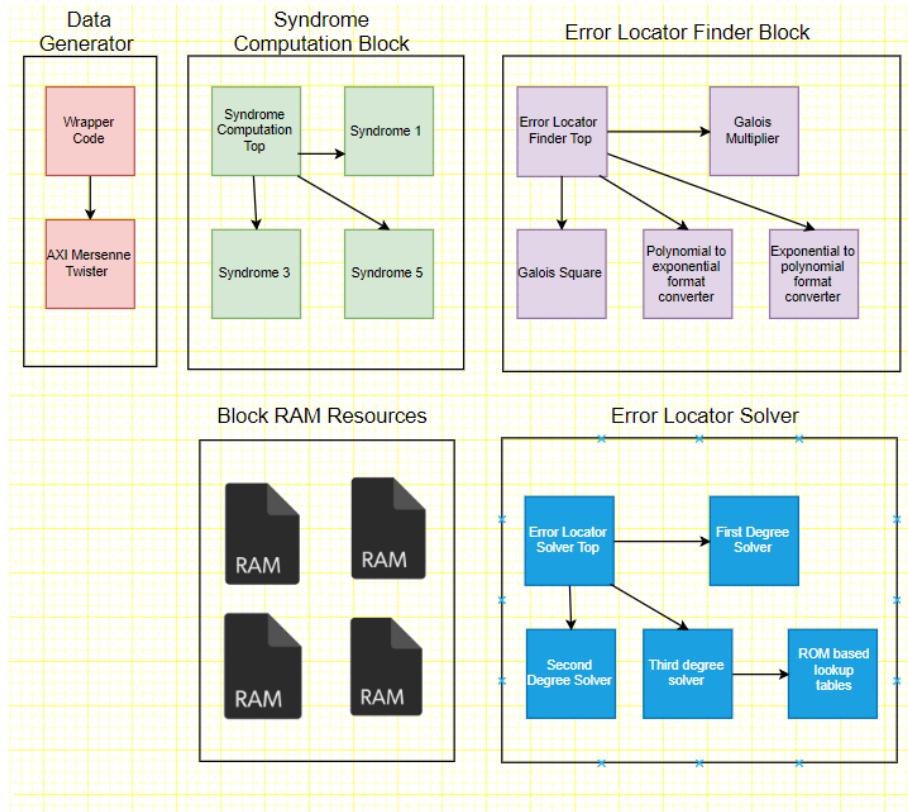 Data
Generator
Wrapper
Code
AXI Mersenne
Twister
Syndrome
Computation Block
Syndrome
Computation
Top
Syndrome 1
Syndrome 3
Syndrome 5
Error Locator Finder Block
Error Locator
Finder Top
Galois
Multiplier
Galois Square
Polynomial to
exponential
format
converter
Exponential to
polynomial
format
converter
Block RAM Resources
RAM
RAM
RAM
RAM
Error Locator Solver
Error Locator
Solver Top
First Degree
Solver
Second
Degree Solver
Third degree
solver
ROM based
lookup
tables